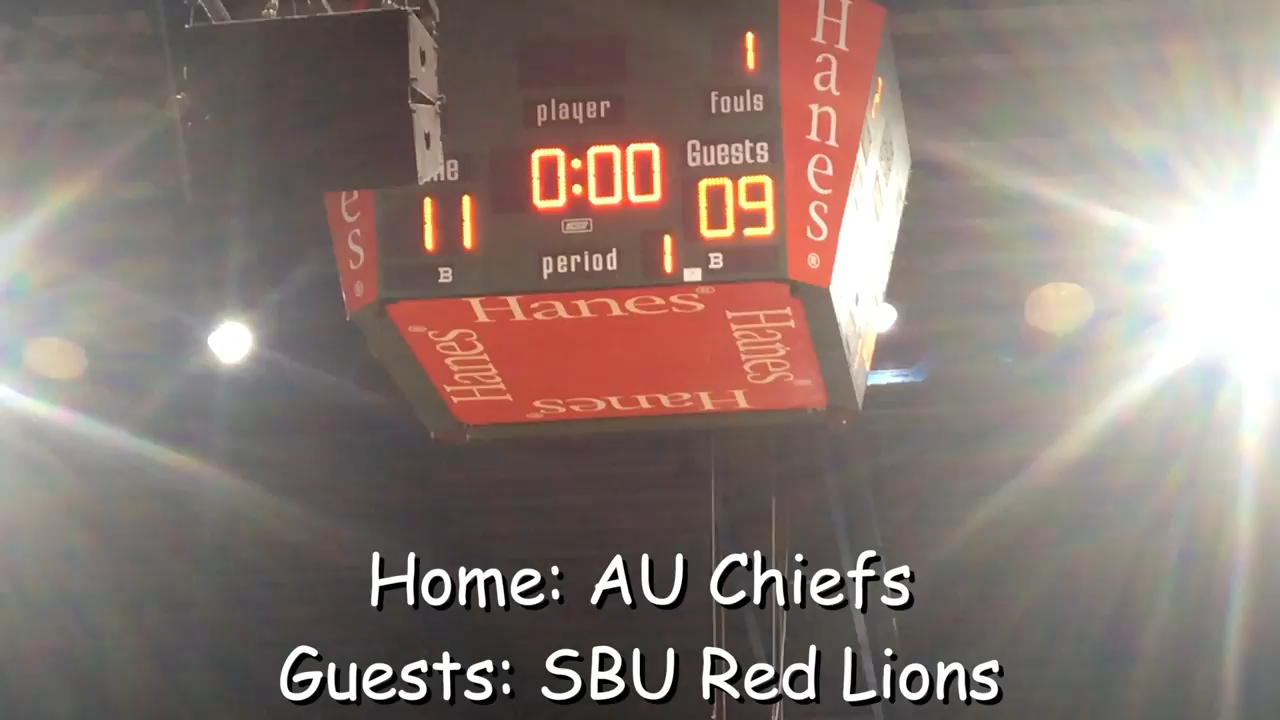 1
player fouls
Guests
0:00
11 09
period 1
B B
Hanes®
Hanes®
Hanes®
Hanes
Hanes®
Home: AU Chiefs
Guests: SBU Red Lions